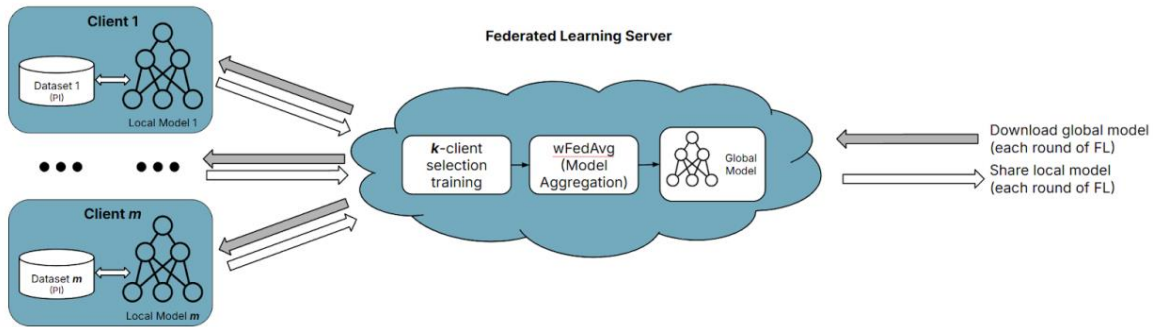 Client 1
Dataset 1
(PI)
Local Model 1
Client m
Dataset m
(PI)
Local Model m
Federated Learning Server
k-client
selection
training
wFedAvg
(Model
Aggregation)
Global
Model
Download global model
(each round of FL)
Share local model
(each round of FL)